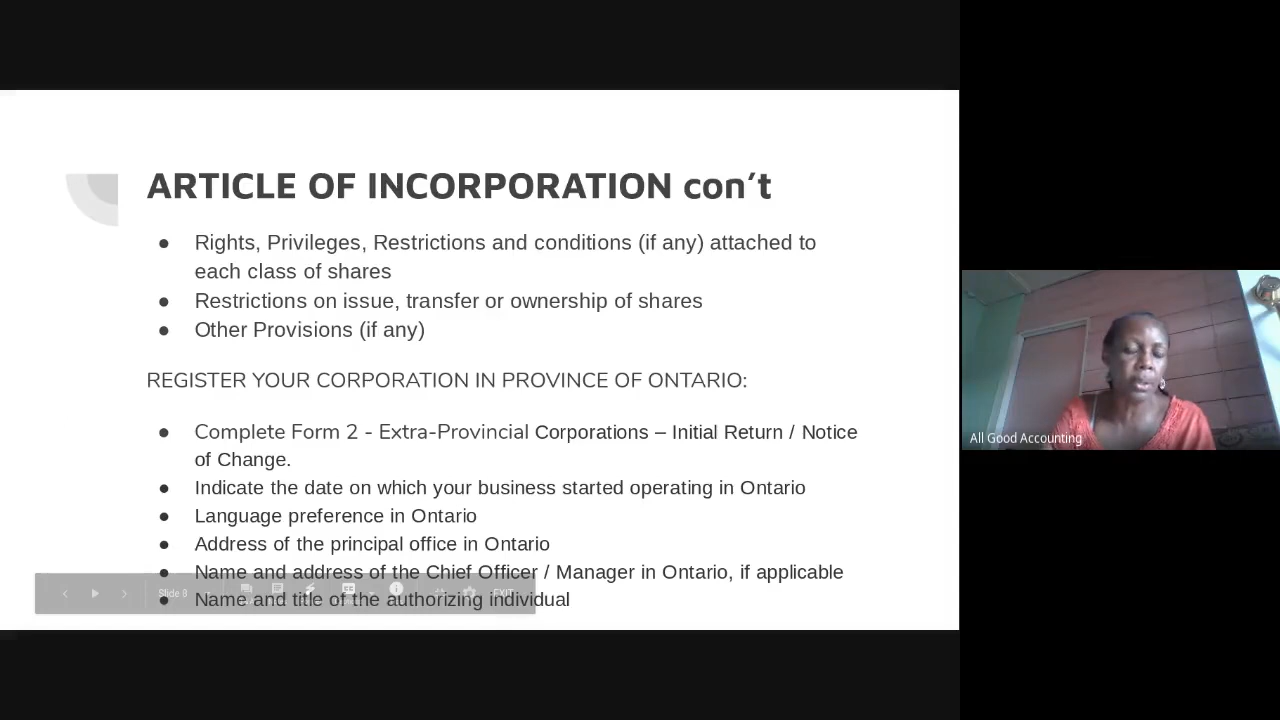 ARTICLE OF INCORPORATION con’t
● Rights, Privileges, Restrictions and conditions (if any) attached to
each class of shares
● Restrictions on issue, transfer or ownership of shares
● Other Provisions (if any)
REGISTER YOUR CORPORATION IN PROVINCE OF ONTARIO:
● Complete Form 2 - Extra-Provincial Corporations – Initial Return / Notice
of Change.
● Indicate the date on which your business started operating in Ontario
● Language preference in Ontario
● Address of the principal office in Ontario
● Name and address of the Chief Officer / Manager in Ontario, if applicable
● Name and title of the authorizing individual
Slide 8
EXIT
All Good Accounting